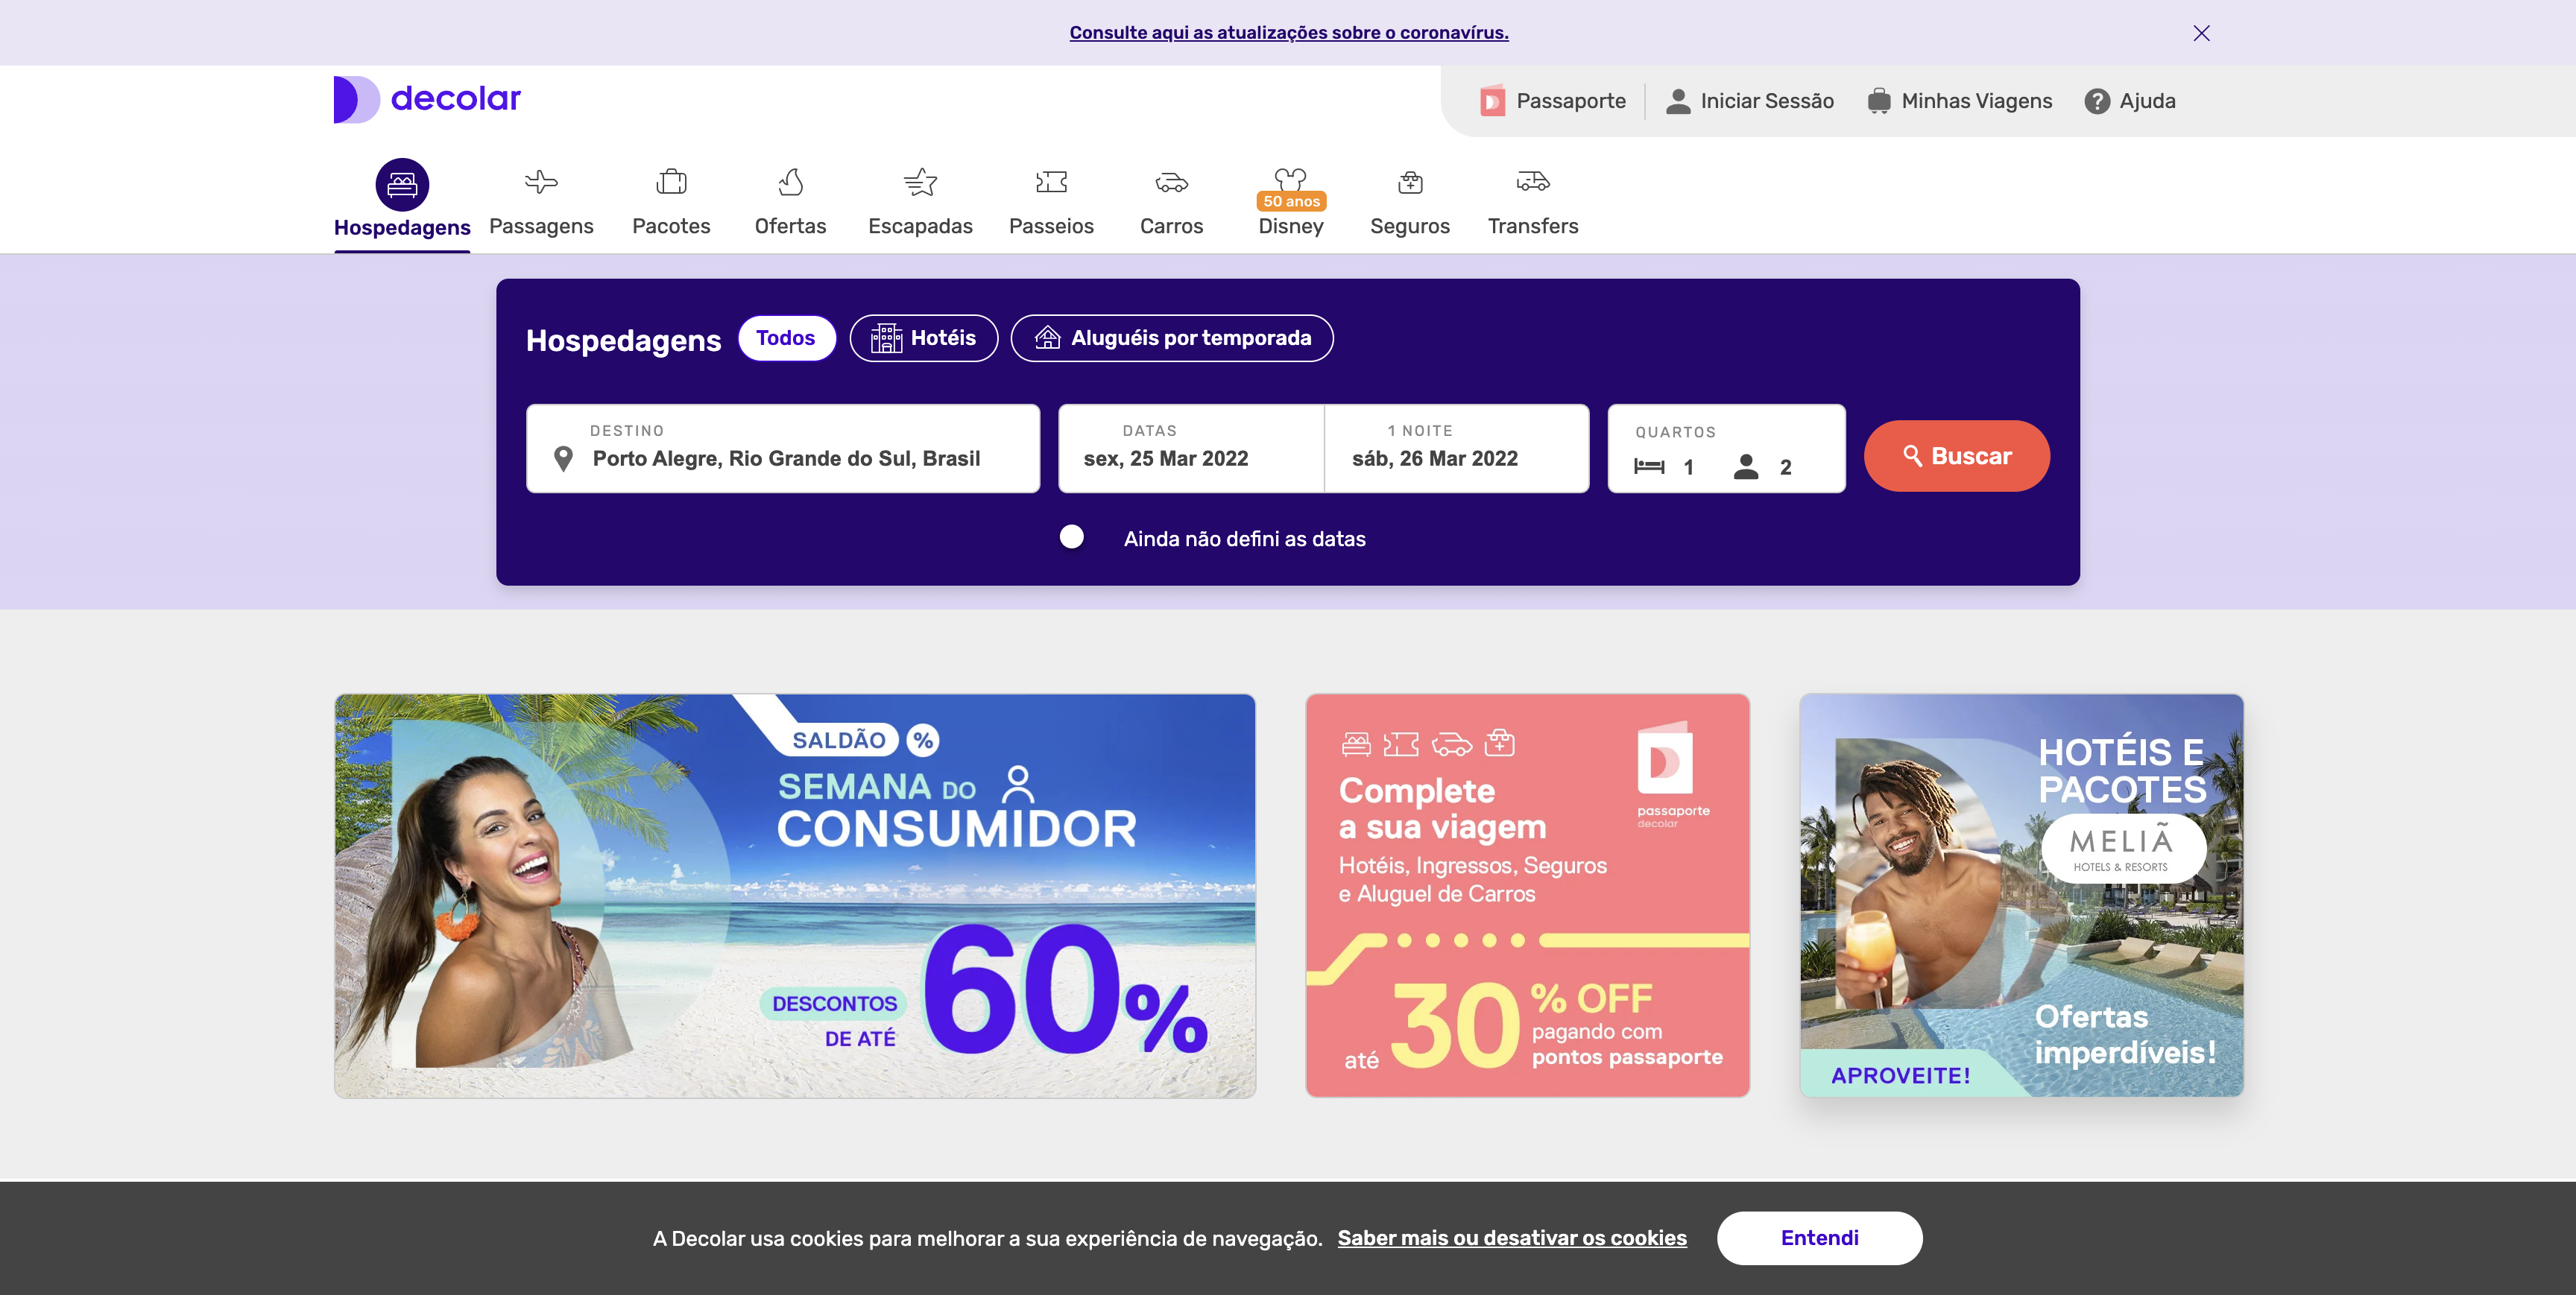 Consulte aqui as atualizações sobre o coronavírus.
decolar
Passaporte
Iniciar Sessão
Minhas Viagens
Ajuda
Hospedagens
Passagens
Pacotes
Ofertas
Escapadas
Passeios
Carros
50 anos
Disney
Seguros
Transfers
Hospedagens
Todos
Hotéis
Aluguéis por temporada
DESTINO
Porto Alegre, Rio Grande do Sul, Brasil
DATAS
sex, 25 Mar 2022
1 NOITE
sáb, 26 Mar 2022
QUARTOS
1
2
Buscar
Ainda não defini as datas
SALDÃO %
SEMANA DO
CONSUMIDOR
DESCONTOS
DE ATÉ
60%
passaporte
decolar
Complete
a sua viagem
Hotéis, Ingressos, Seguros
e Aluguel de Carros
até
30
% OFF
pagando com
pontos passaporte
HOTÉIS E
PACOTES
MELIÃ
HOTELS & RESORTS
Ofertas
imperdíveis!
APROVEITE!
A Decolar usa cookies para melhorar a sua experiência de navegação.
Saber mais ou desativar os cookies
Entendi